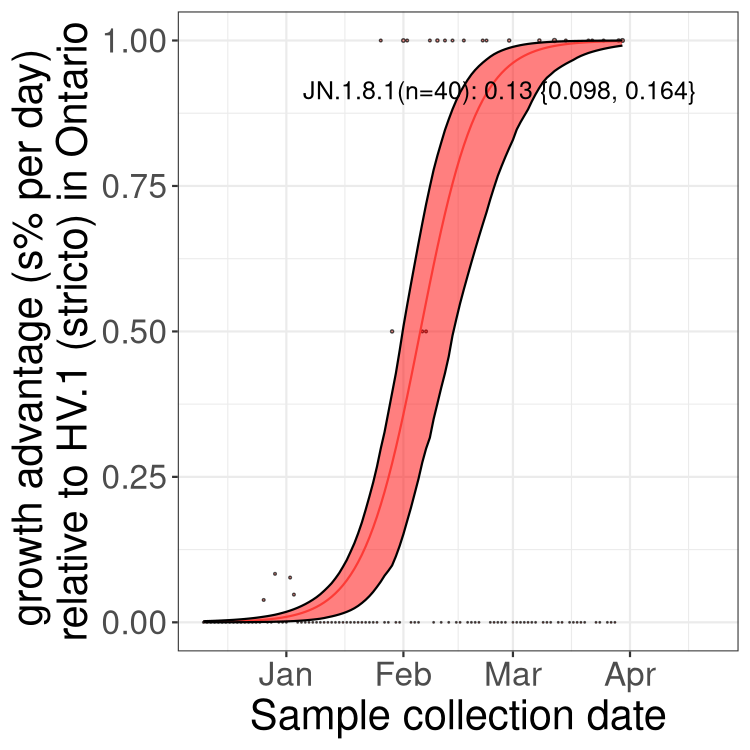 growth advantage (s% per day)
relative to HV.1 (stricto) in Ontario
1.00
0.75
0.50
0.25
0.00
JN.1.8.1(n=40): 0.13 {0.098, 0.164}
Jan Feb Mar Apr
Sample collection date